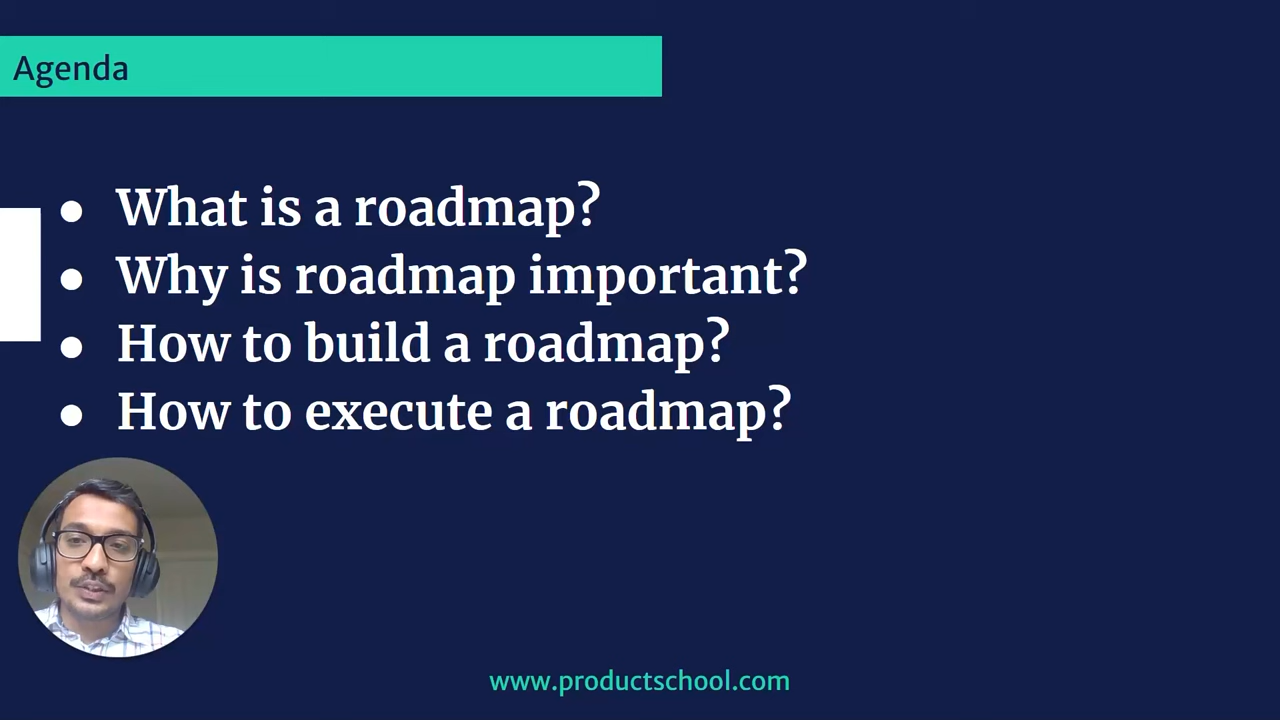 Agenda
● What is a roadmap?
● Why is roadmap important?
● How to build a roadmap?
● How to execute a roadmap?
www.productschool.com